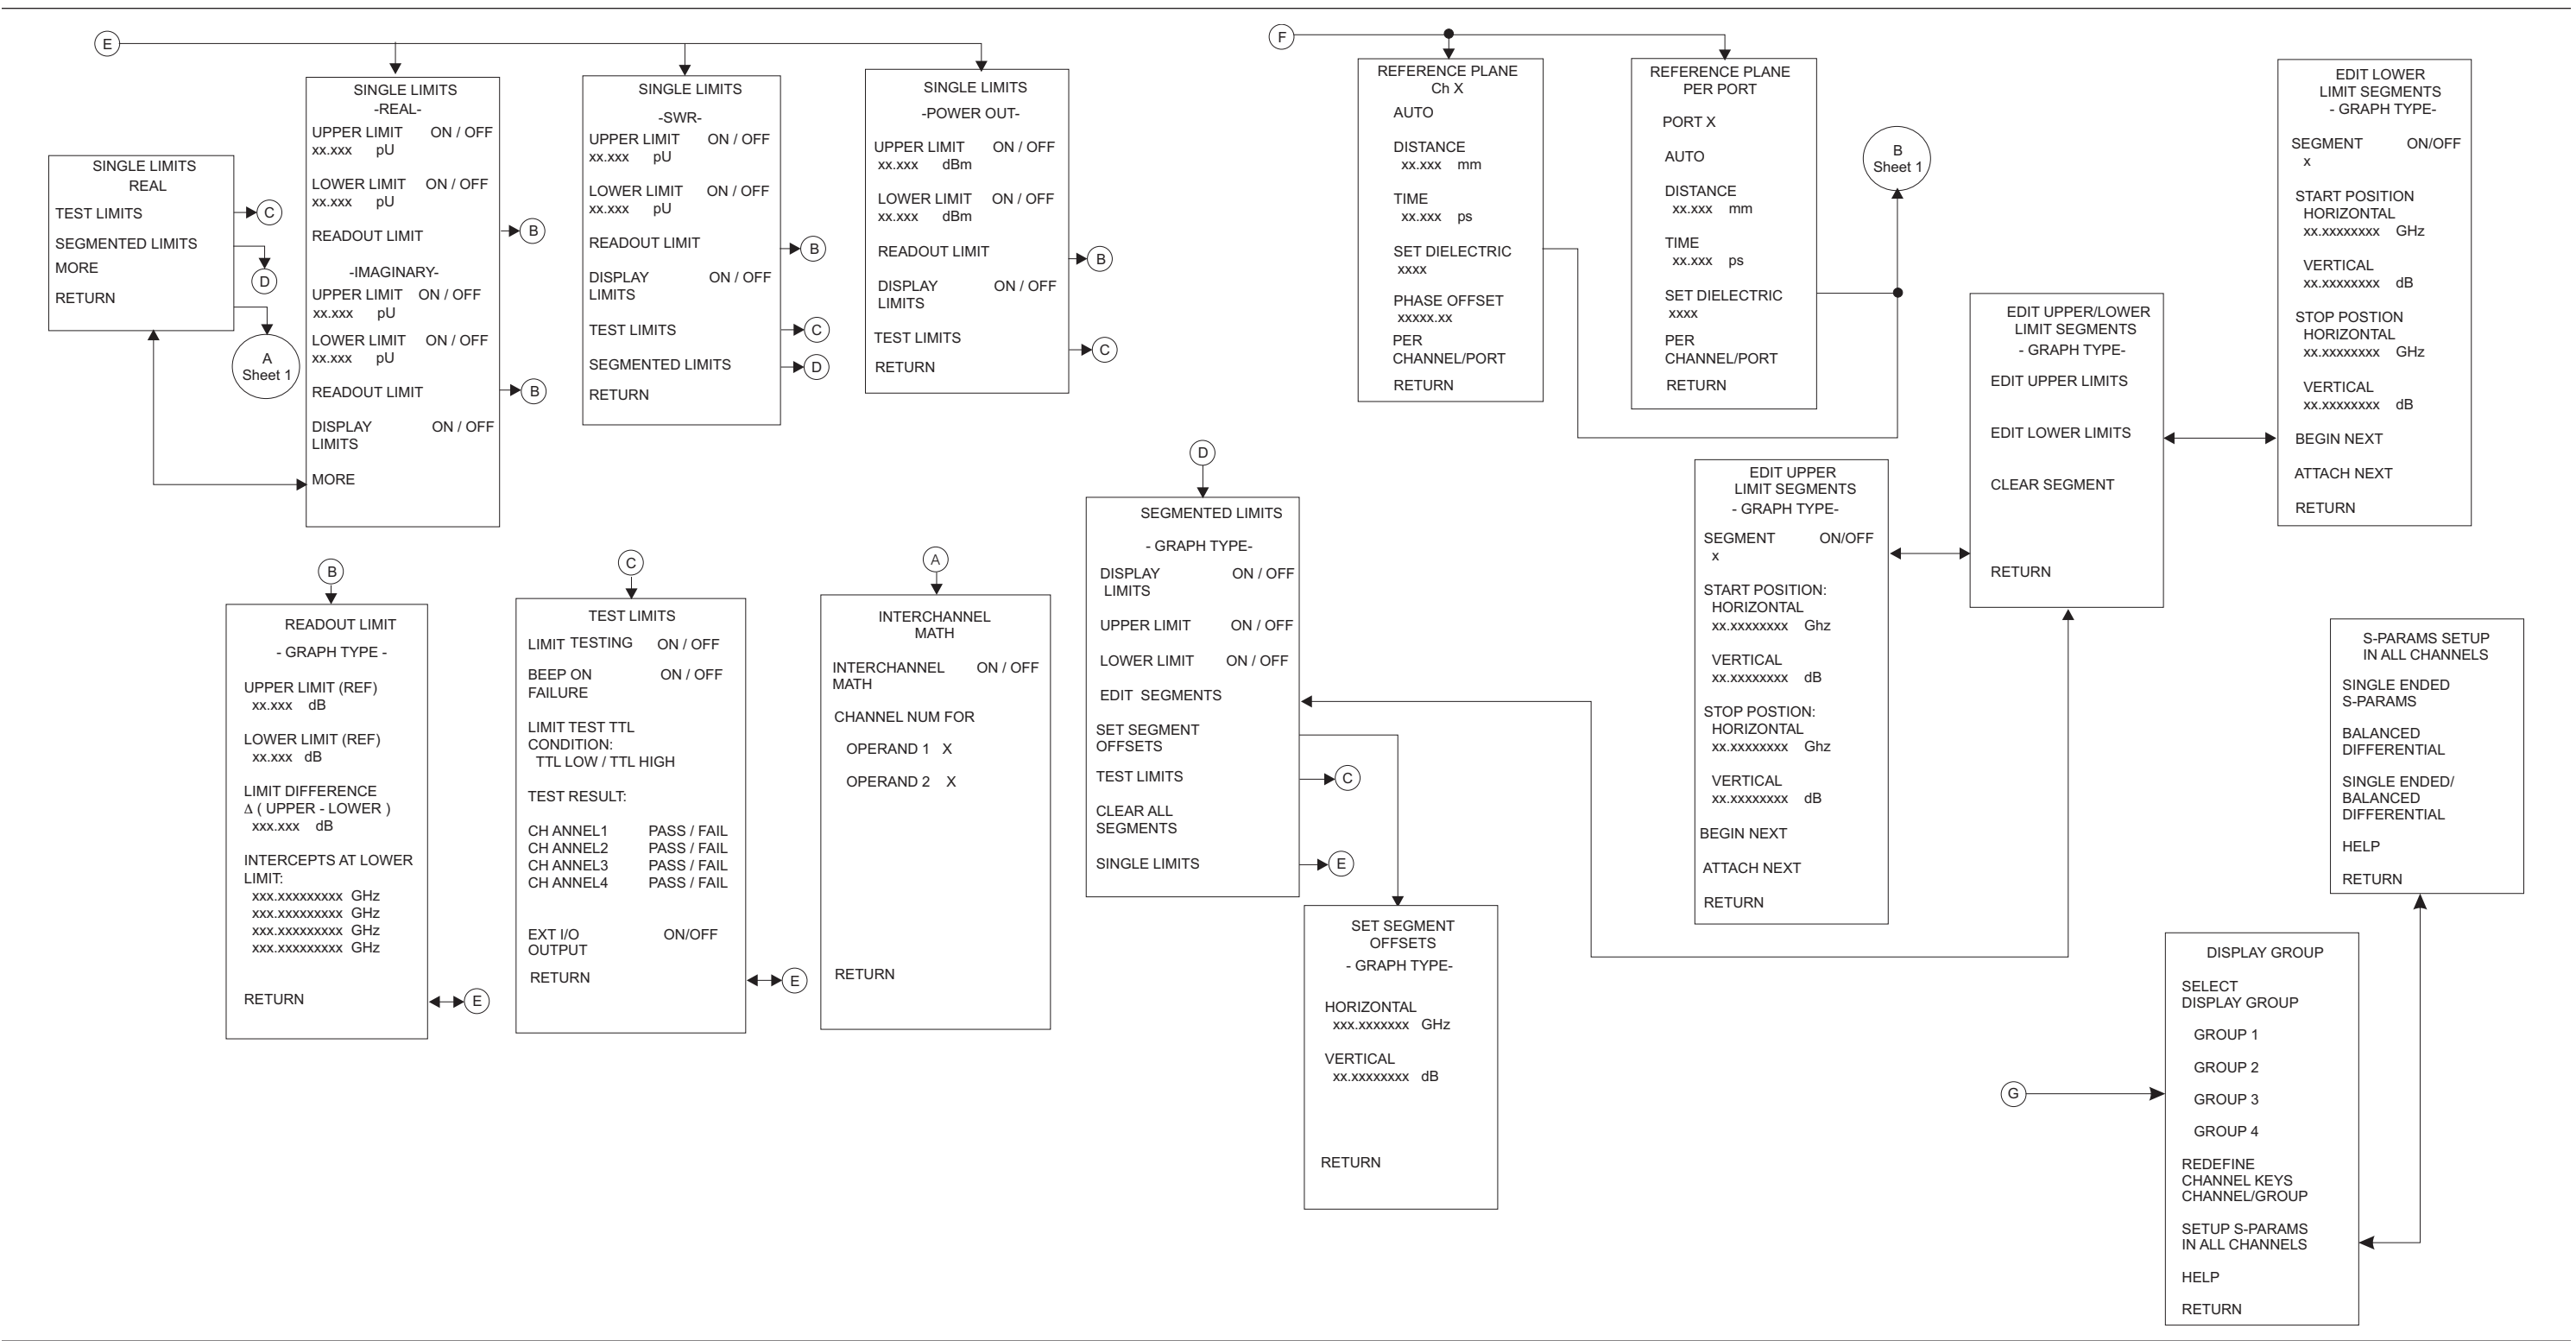 E
SINGLE LIMITS
REAL
TEST LIMITS
SEGMENTED LIMITS
MORE
RETURN
C
D
A
Sheet 1
SINGLE LIMITS
-REAL-
UPPER LIMIT ON / OFF
xx.xxx pU
LOWER LIMIT ON / OFF
xx.xxx pU
READOUT LIMIT
-IMAGINARY-
UPPER LIMIT ON / OFF
xx.xxx pU
LOWER LIMIT ON / OFF
xx.xxx pU
READOUT LIMIT
DISPLAY ON / OFF
LIMITS
MORE
B
B
SINGLE LIMITS
-SWR-
UPPER LIMIT ON / OFF
xx.xxx pU
LOWER LIMIT ON / OFF
xx.xxx pU
READOUT LIMIT
DISPLAY ON / OFF
LIMITS
TEST LIMITS
SEGMENTED LIMITS
RETURN
B
C
D
SINGLE LIMITS
-POWER OUT-
UPPER LIMIT ON / OFF
xx.xxx dBm
LOWER LIMIT ON / OFF
xx.xxx dBm
READOUT LIMIT
DISPLAY ON / OFF
LIMITS
TEST LIMITS
RETURN
B
C
F
REFERENCE PLANE
Ch X
AUTO
DISTANCE
xx.xxx mm
TIME
xx.xxx ps
SET DIELECTRIC
xxxx
PHASE OFFSET
xxxxx.xx
PER
CHANNEL/PORT
RETURN
REFERENCE PLANE
PER PORT
PORT X
AUTO
DISTANCE
xx.xxx mm
TIME
xx.xxx ps
SET DIELECTRIC
xxxx
PER
CHANNEL/PORT
RETURN
B
Sheet 1
EDIT UPPER/LOWER
LIMIT SEGMENTS
- GRAPH TYPE-
EDIT UPPER LIMITS
EDIT LOWER LIMITS
CLEAR SEGMENT
RETURN
EDIT LOWER
LIMIT SEGMENTS
- GRAPH TYPE-
SEGMENT ON/OFF
x
START POSITION
HORIZONTAL
xx.xxxxxxxx GHz
VERTICAL
xx.xxxxxxxx dB
STOP POSTION
HORIZONTAL
xx.xxxxxxxx GHz
VERTICAL
xx.xxxxxxxx dB
BEGIN NEXT
ATTACH NEXT
RETURN
B
READOUT LIMIT
- GRAPH TYPE -
UPPER LIMIT (REF)
xx.xxx dB
LOWER LIMIT (REF)
xx.xxx dB
LIMIT DIFFERENCE
∆ ( UPPER - LOWER )
xxx.xxx dB
INTERCEPTS AT LOWER
LIMIT:
xxx.xxxxxxxxx GHz
xxx.xxxxxxxxx GHz
xxx.xxxxxxxxx GHz
xxx.xxxxxxxxx GHz
RETURN
E
C
TEST LIMITS
LIMIT TESTING ON / OFF
BEEP ON ON / OFF
FAILURE
LIMIT TEST TTL
CONDITION:
TTL LOW / TTL HIGH
TEST RESULT:
CH ANNEL1 PASS / FAIL
CH ANNEL2 PASS / FAIL
CH ANNEL3 PASS / FAIL
CH ANNEL4 PASS / FAIL
EXT I/O ON/OFF
OUTPUT
RETURN
E
A
INTERCHANNEL
MATH
INTERCHANNEL ON / OFF
MATH
CHANNEL NUM FOR
OPERAND 1 X
OPERAND 2 X
RETURN
D
SEGMENTED LIMITS
- GRAPH TYPE-
DISPLAY ON / OFF
LIMITS
UPPER LIMIT ON / OFF
LOWER LIMIT ON / OFF
EDIT SEGMENTS
SET SEGMENT
OFFSETS
TEST LIMITS
CLEAR ALL
SEGMENTS
SINGLE LIMITS
C
E
SET SEGMENT
OFFSETS
- GRAPH TYPE-
HORIZONTAL
xxx.xxxxxxx GHz
VERTICAL
xx.xxxxxxxx dB
RETURN
EDIT UPPER
LIMIT SEGMENTS
- GRAPH TYPE-
SEGMENT ON/OFF
x
START POSITION:
HORIZONTAL
xx.xxxxxxxx Ghz
VERTICAL
xx.xxxxxxxx dB
STOP POSTION:
HORIZONTAL
xx.xxxxxxxx Ghz
VERTICAL
xx.xxxxxxxx dB
BEGIN NEXT
ATTACH NEXT
RETURN
S-PARAMS SETUP
IN ALL CHANNELS
SINGLE ENDED
S-PARAMS
BALANCED
DIFFERENTIAL
SINGLE ENDED/
BALANCED
DIFFERENTIAL
HELP
RETURN
G
DISPLAY GROUP
SELECT
DISPLAY GROUP
GROUP 1
GROUP 2
GROUP 3
GROUP 4
REDEFINE
CHANNEL KEYS
CHANNEL/GROUP
SETUP S-PARAMS
IN ALL CHANNELS
HELP
RETURN